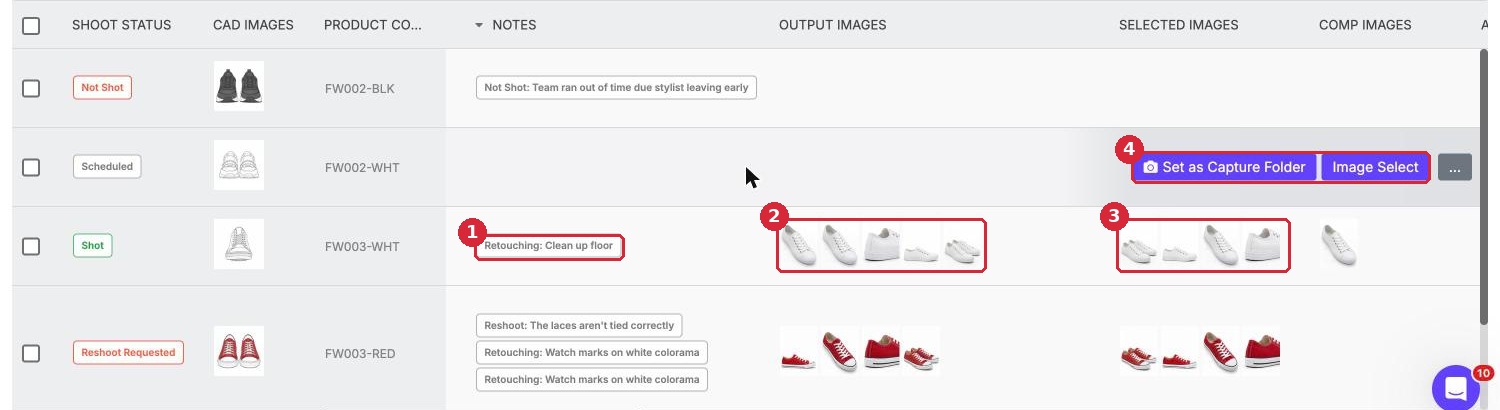 SHOOT STATUS CAD IMAGES PRODUCT CO... NOTES OUTPUT IMAGES SELECTED IMAGES COMP IMAGES A
Not Shot FW002-BLK Not Shot: Team ran out of time due stylist leaving early
4
Scheduled FW002-WHT Set as Capture Folder Image Select ...
1 2 3
Shot FW003-WHT Retouching: Clean up floor
Reshoot: The laces aren't tied correctly
Reshoot Requested FW003-RED Retouching: Watch marks on white colorama
Retouching: Watch marks on white colorama
10